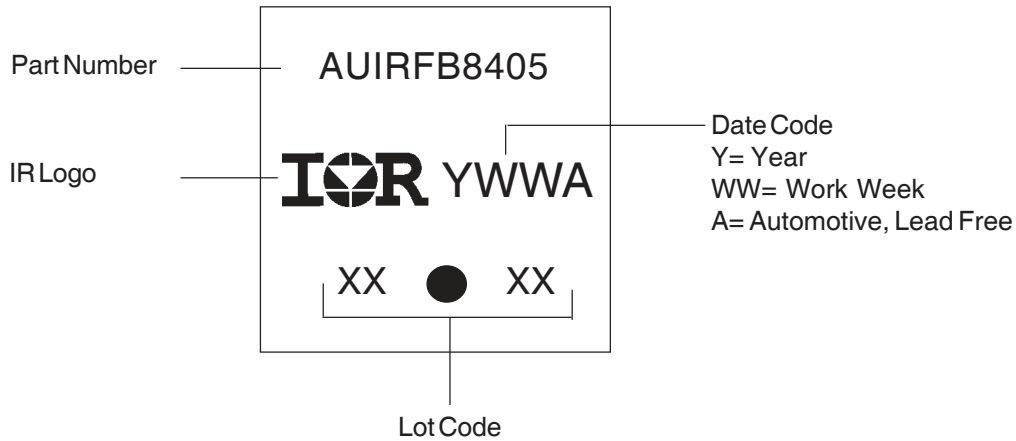 Part Number
AUIRFB8405
IR Logo
IOR YWWA
Date Code
Y= Year
WW= Work Week
A= Automotive, Lead Free
XX XX
Lot Code